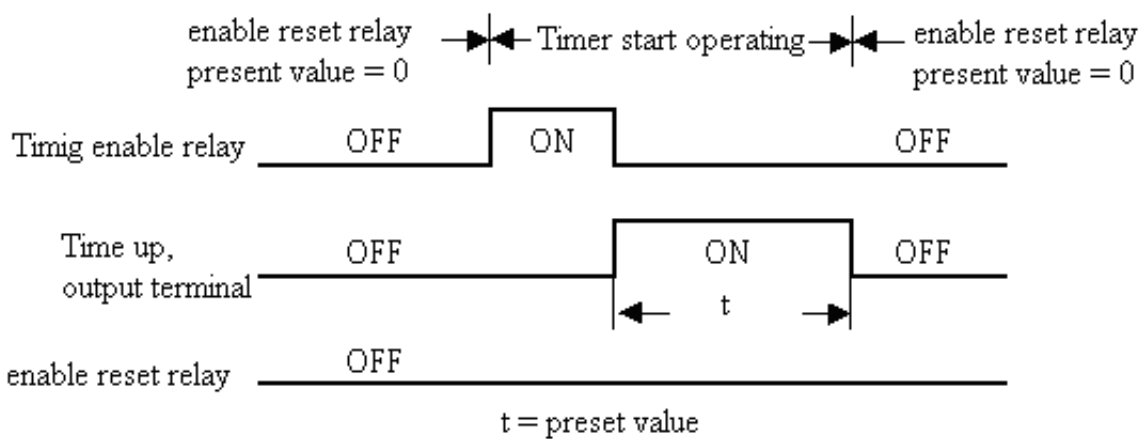 enable reset relay
present value = 0
Timer start operating
enable reset relay
present value = 0
Timig enable relay
OFF
ON
OFF
Time up,
output terminal
OFF
ON
OFF
t
enable reset relay
OFF
t = preset value